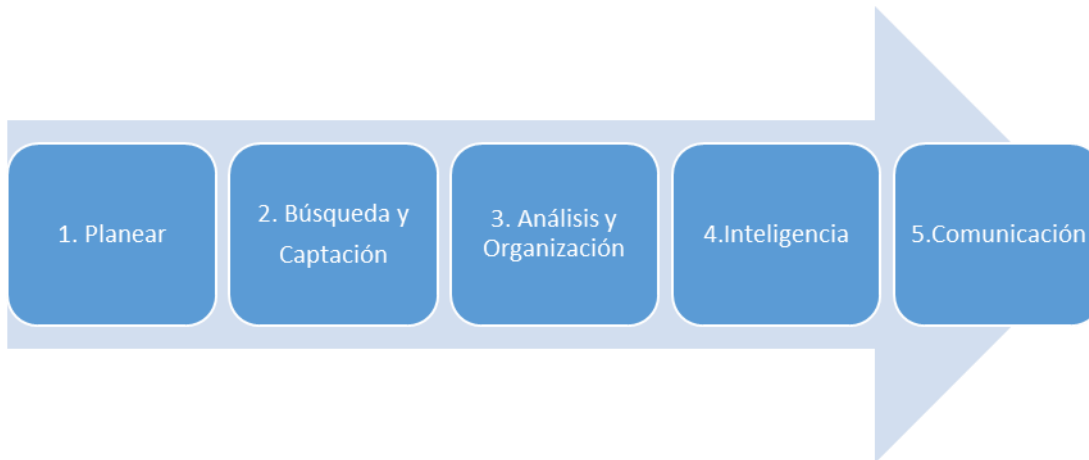 1. Planear
2. Búsqueda y
Captación
3. Análisis y
Organización
4.Inteligencia
5.Comunicación